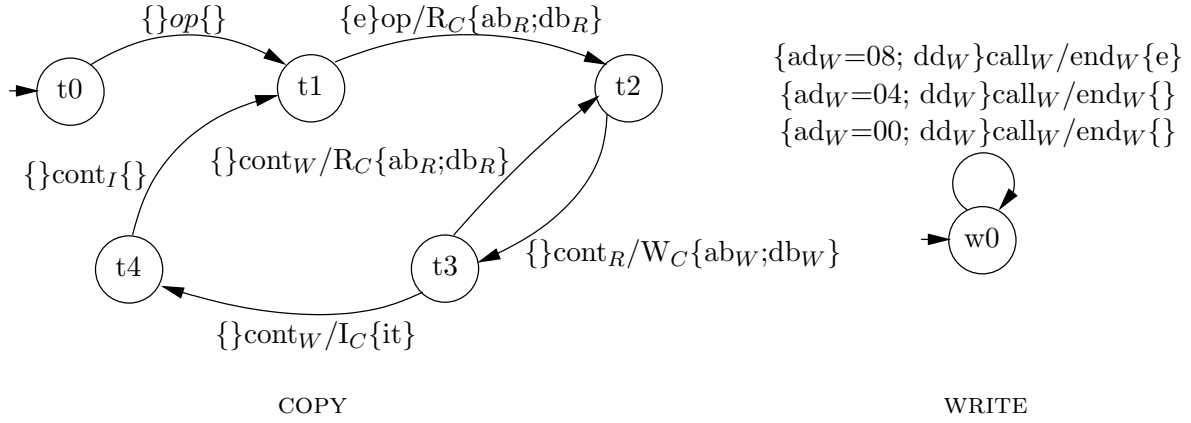 {}op{}
{e}op/R_C{ab_R;db_R}
{ad_W=08; dd_W}call_W/end_W{e}
{ad_W=04; dd_W}call_W/end_W{}
{ad_W=00; dd_W}call_W/end_W{}
t0
t1
t2
{}cont_W/R_C{ab_R;db_R}
{}cont_I{}
w0
{}cont_R/W_C{ab_W;db_W}
t4
t3
{}cont_W/I_C{it}
COPY
WRITE